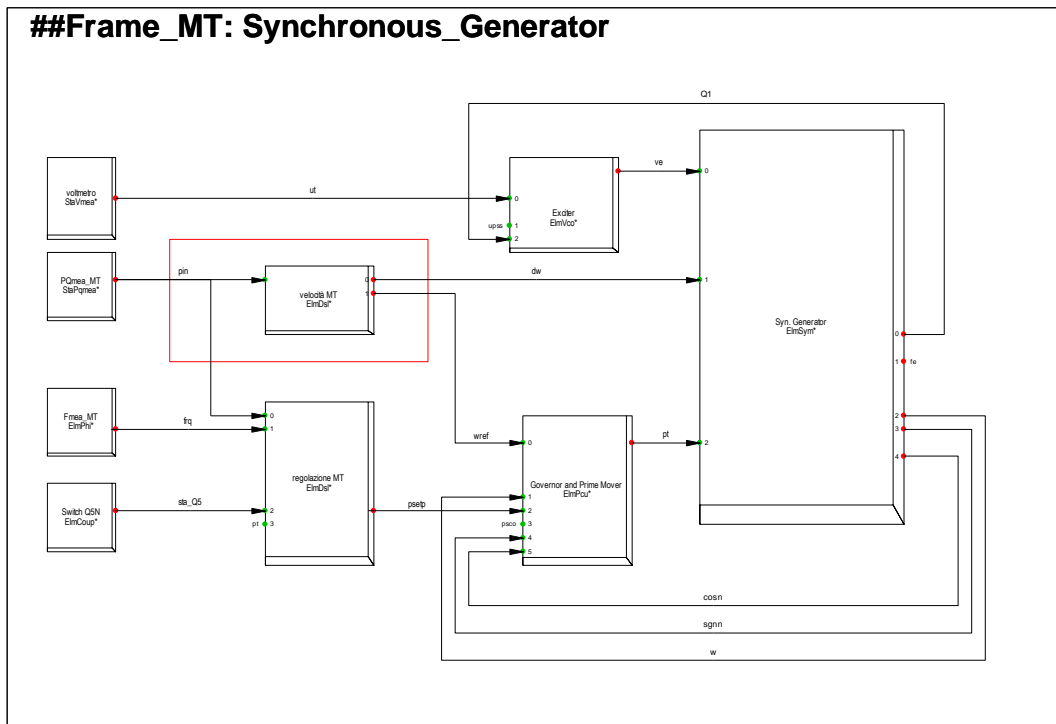 ##Frame_MT: Synchronous_Generator
Q1
voltmetro
StaVmea*
ut
0
upss 1
2
Exciter
ElmVco*
ve
0
PQmea_MT
StaPqmea*
pin
velocità MT
ElmDsl*
0
1
dw
1
Syn. Generator
ElmSym*
0
1 fe
2
3
4
Fmea_MT
ElmPhi*
frq
0
1
regolazione MT
ElmDsl*
wref
0
pt
2
Governor and Prime Mover
ElmPcu*
Switch Q5N
ElmCoup*
sta_Q5
2
pt 3
psetp
1
2
psco 3
4
5
cosn
sgnn
w